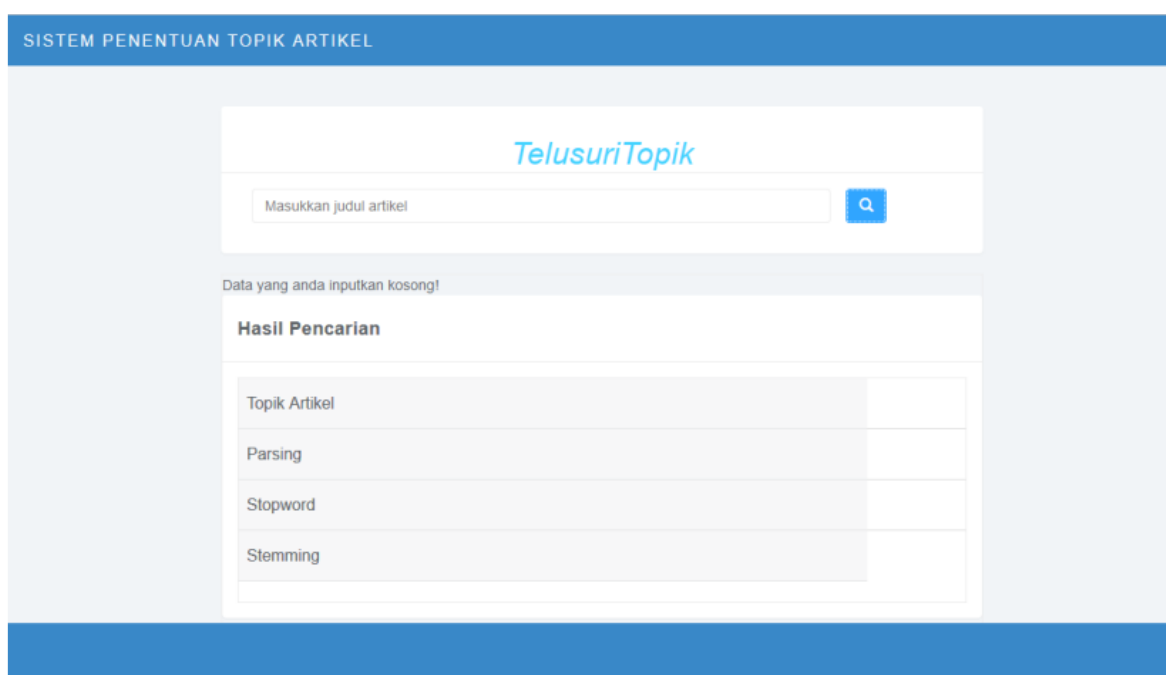 SISTEM PENENTUAN TOPIK ARTIKEL
TelusuriTopik
Masukkan judul artikel
Data yang anda inputkan kosong!
Hasil Pencarian
Topik Artikel
Parsing
Stopword
Stemming